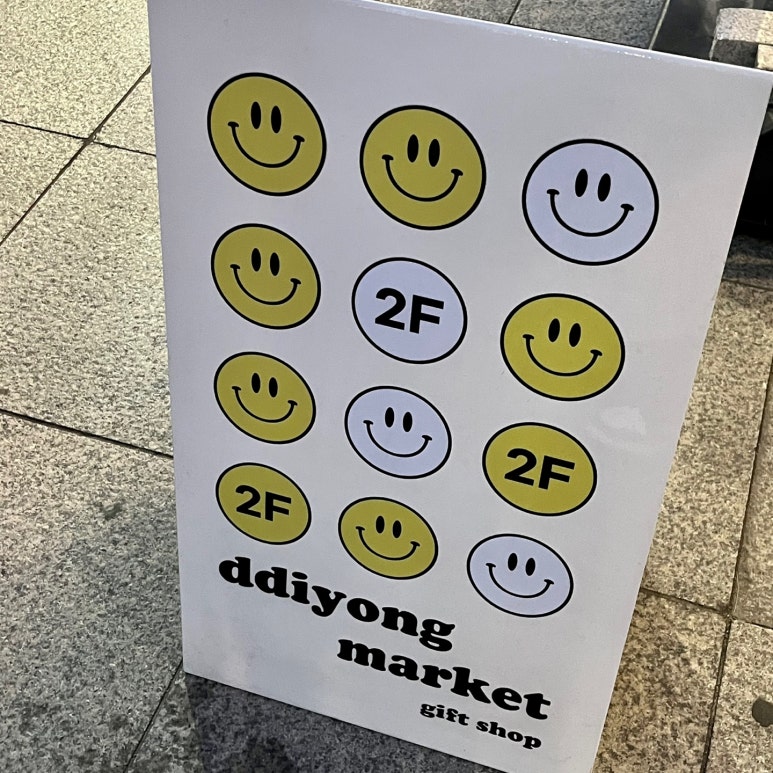 2F
2F
2F
ddiyong
market
gift shop